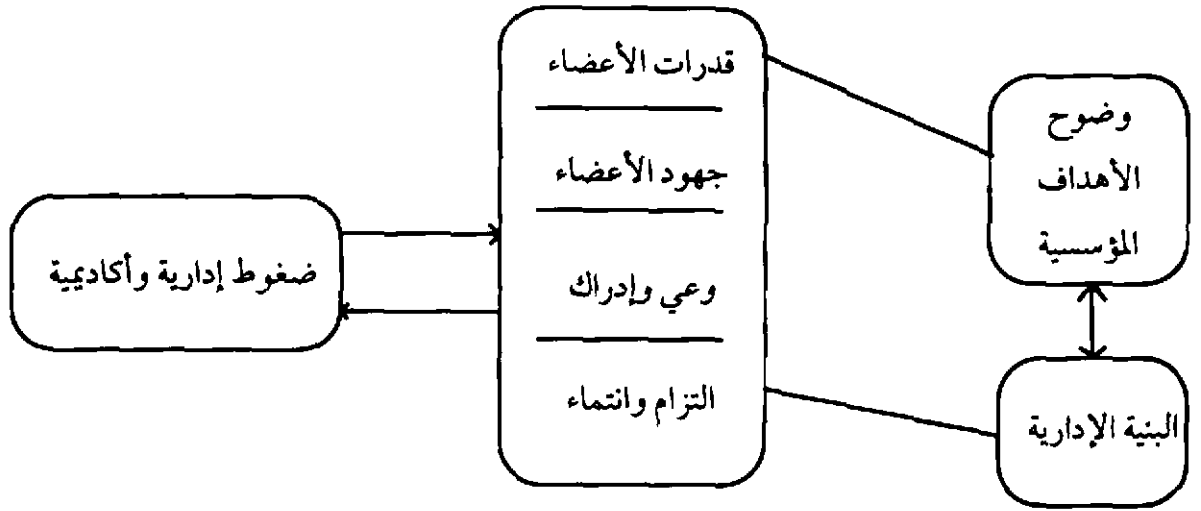 وضوح
الأهداف
المؤسسية
البنية الإدارية
قدرات الأعضاء
جهود الأعضاء
وعي وإدراك
التزام وانتماء
ضغوط إدارية وأكاديمية